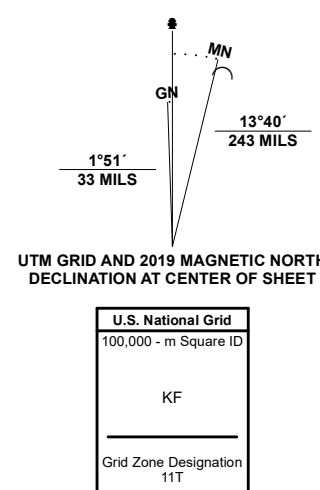 MN
GN
13°40´
243 MILS
1°51´
33 MILS
UTM GRID AND 2019 MAGNETIC NORTH
DECLINATION AT CENTER OF SHEET
U.S. National Grid
100,000 - m Square ID
KF
Grid Zone Designation
11T